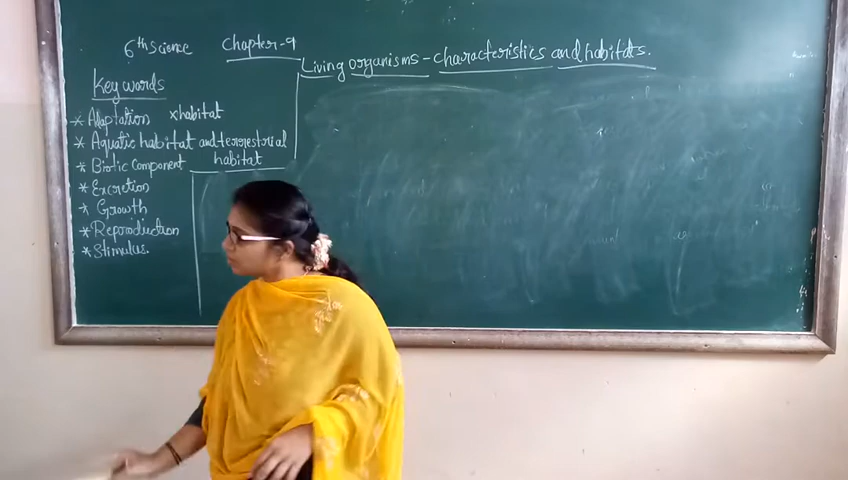 6th Science Chapter-9
Living organisms - characteristics and habitats.
Key words
* Adaptation * habitat
* Aquatic habitat and terrestrial
habitat
* Biotic component
* Excretion
* Growth
* Reproduction
* Stimulus.